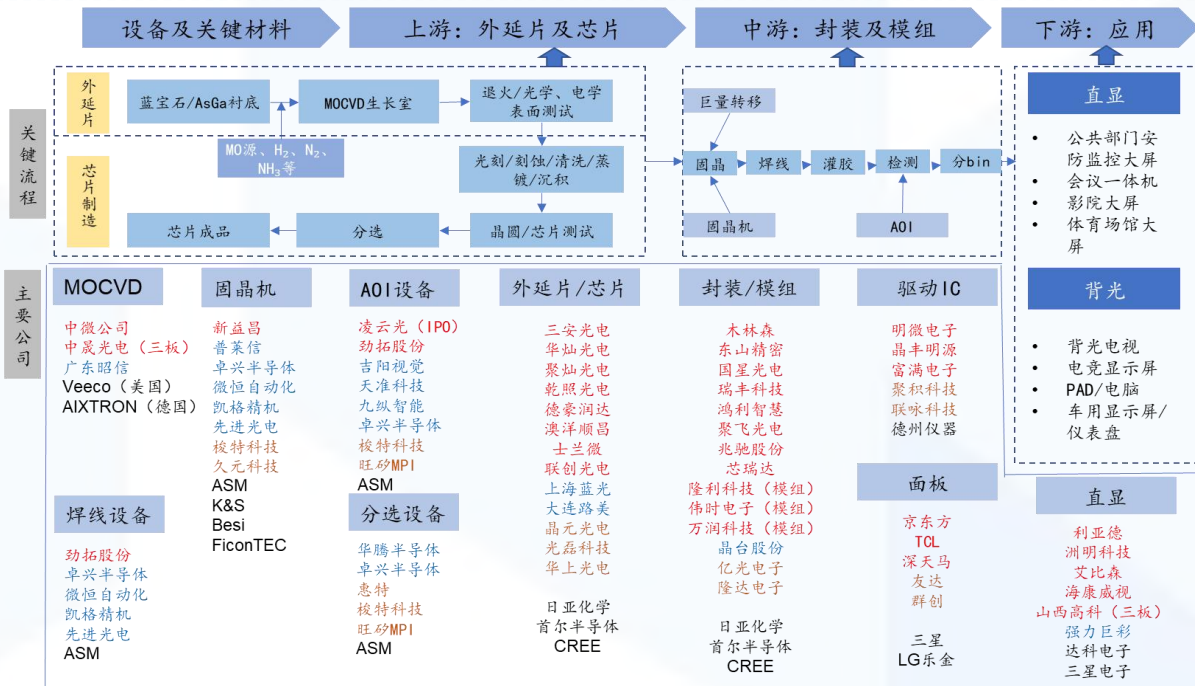 设备及关键材料
上游：外延片及芯片
中游：封装及模组
下游：应用
关键流程
外延片
蓝宝石/AsGa衬底
MOCVD生长室
退火/光学、电学
表面测试
MO源、H₂、N₂、
NH₃等
芯片制造
光刻/刻蚀/清洗/蒸
镀/沉积
芯片成品
分选
晶圆/芯片测试
巨量转移
固晶
焊线
灌胶
检测
分bin
固晶机
AOI
直显
• 公共部门安
防监控大屏
• 会议一体机
• 影院大屏
• 体育场馆大
屏
背光
• 背光电视
• 电竞显示屏
• PAD/电脑
• 车用显示屏/
仪表盘
主要公司
MOCVD
中微公司
中晟光电（三板）
广东昭信
Veeco（美国）
AIXTRON（德国）
焊线设备
劲拓股份
卓兴半导体
微恒自动化
凯格精机
先进光电
ASM
固晶机
新益昌
普莱信
卓兴半导体
微恒自动化
凯格精机
先进光电
梭特科技
久元科技
ASM
K&S
Besi
FiconTEC
AOI设备
凌云光（IPO）
劲拓股份
吉阳视觉
天准科技
九纵智能
卓兴半导体
梭特科技
旺矽MPI
ASM
分选设备
华腾半导体
卓兴半导体
惠特
梭特科技
旺矽MPI
ASM
外延片/芯片
三安光电
华灿光电
聚灿光电
乾照光电
德豪润达
澳洋顺昌
士兰微
联创光电
上海蓝光
大连路美
晶元光电
光磊科技
华上光电
日亚化学
首尔半导体
CREE
封装/模组
木林森
东山精密
国星光电
瑞丰科技
鸿利智慧
聚飞光电
兆驰股份
芯瑞达
隆利科技（模组）
伟时电子（模组）
万润科技（模组）
晶台股份
亿光电子
隆达电子
日亚化学
首尔半导体
CREE
驱动IC
明微电子
晶丰明源
富满电子
聚积科技
联咏科技
德州仪器
面板
京东方
TCL
深天马
友达
群创
三星
LG乐金
直显
利亚德
洲明科技
艾比森
海康威视
山西高科（三板）
强力巨彩
达科电子
三星电子